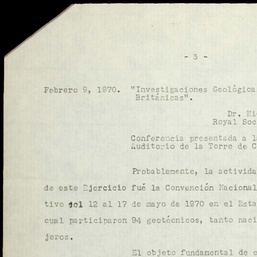 - 3 -
Febrero 9, 1970. "Investigaciones Geológica
Británicas".
Dr.
Royal Soc
Conferencia presentada a l
Auditorio de la Torre de C
Probablemente, la activida
de este Ejercicio fué la Convención Nacional
tivo del 12 al 17 de mayo de 1970 en el Esta
cual participaron 94 geotécnicos, tanto naci
jeros.
El objeto fundamental de